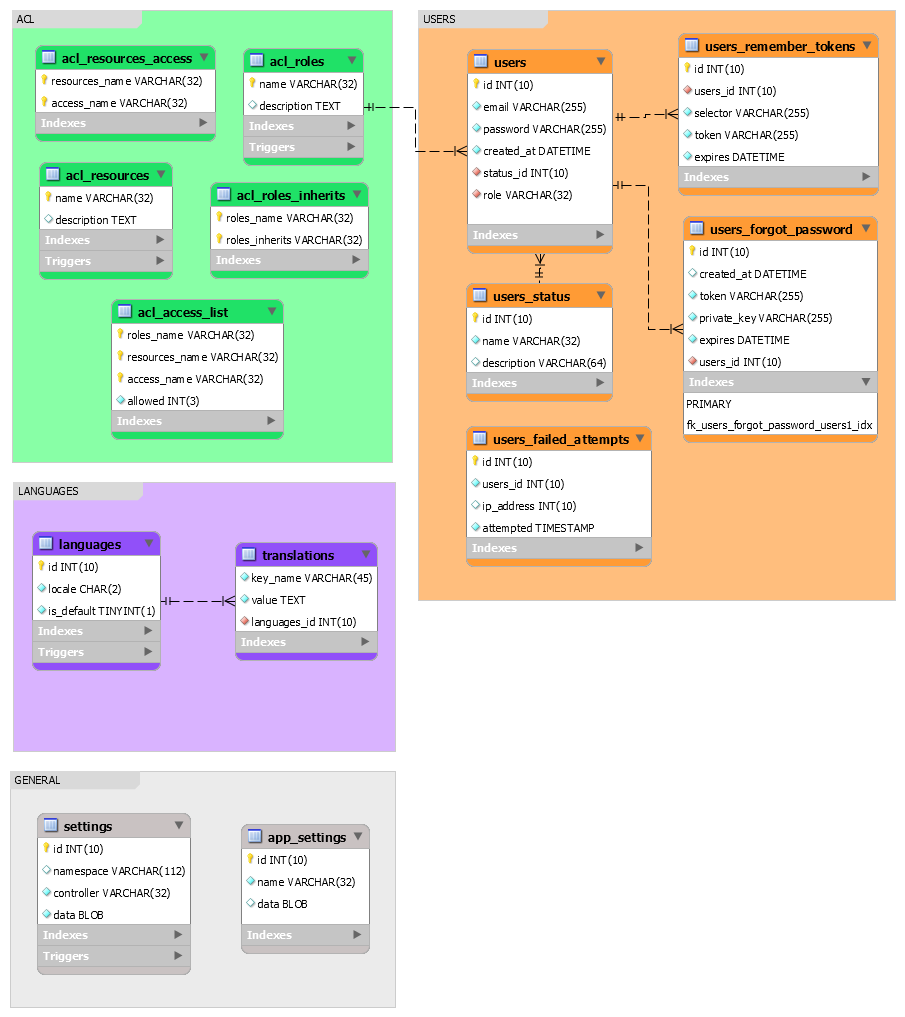 ACL
acl_resources_access
resources_name VARCHAR(32)
access_name VARCHAR(32)
Indexes
acl_roles
name VARCHAR(32)
description TEXT
Indexes
Triggers
acl_resources
name VARCHAR(32)
description TEXT
Indexes
Triggers
acl_roles_inherits
roles_name VARCHAR(32)
roles_inherits VARCHAR(32)
Indexes
acl_access_list
roles_name VARCHAR(32)
resources_name VARCHAR(32)
access_name VARCHAR(32)
allowed INT(3)
Indexes
USERS
users
id INT(10)
email VARCHAR(255)
password VARCHAR(255)
created_at DATETIME
status_id INT(10)
role VARCHAR(32)
Indexes
users_remember_tokens
id INT(10)
users_id INT(10)
selector VARCHAR(255)
token VARCHAR(255)
expires DATETIME
Indexes
users_forgot_password
id INT(10)
created_at DATETIME
token VARCHAR(255)
private_key VARCHAR(255)
expires DATETIME
users_id INT(10)
Indexes
PRIMARY
fk_users_forgot_password_users1_idx
users_status
id INT(10)
name VARCHAR(32)
description VARCHAR(64)
Indexes
users_failed_attempts
id INT(10)
users_id INT(10)
ip_address INT(10)
attempted TIMESTAMP
Indexes
LANGUAGES
languages
id INT(10)
locale CHAR(2)
is_default TINYINT(1)
Indexes
Triggers
translations
key_name VARCHAR(45)
value TEXT
languages_id INT(10)
Indexes
GENERAL
settings
id INT(10)
namespace VARCHAR(112)
controller VARCHAR(32)
data BLOB
Indexes
Triggers
app_settings
id INT(10)
name VARCHAR(32)
data BLOB
Indexes